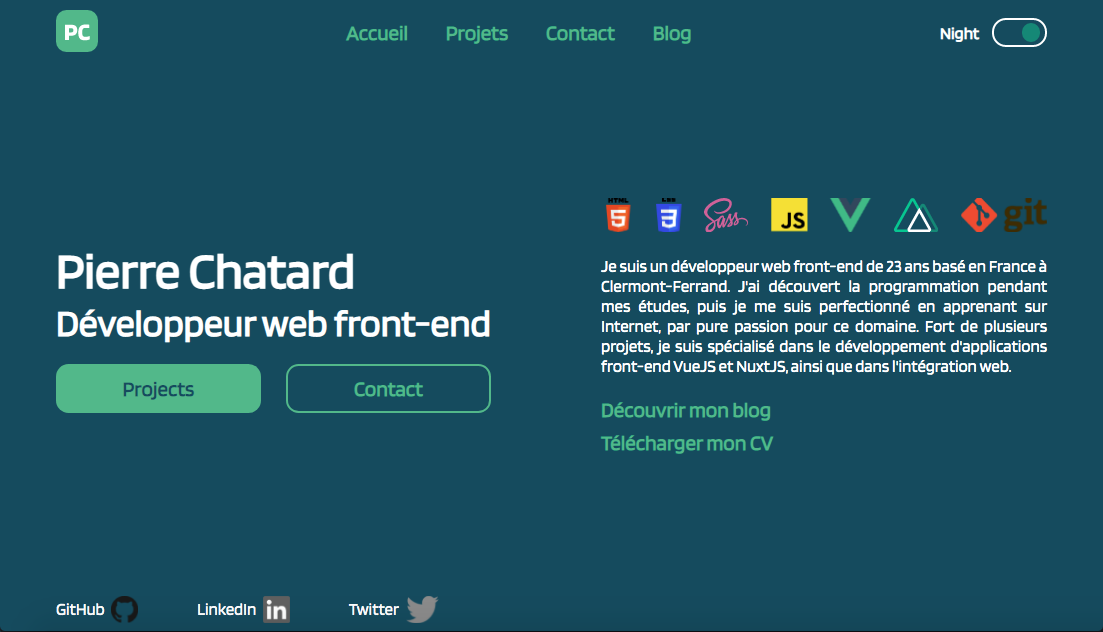 PC
Accueil Projets Contact Blog
Night
HTML
5
3
Sass
JS
git
Pierre Chatard
Développeur web front-end
Projects
Contact
Je suis un développeur web front-end de 23 ans basé en France à
Clermont-Ferrand. J'ai découvert la programmation pendant
mes études, puis je me suis perfectionné en apprenant sur
Internet, par pure passion pour ce domaine. Fort de plusieurs
projets, je suis spécialisé dans le développement d'applications
front-end VueJS et NuxtJS, ainsi que dans l'intégration web.
Découvrir mon blog
Télécharger mon CV
GitHub
LinkedIn in
Twitter